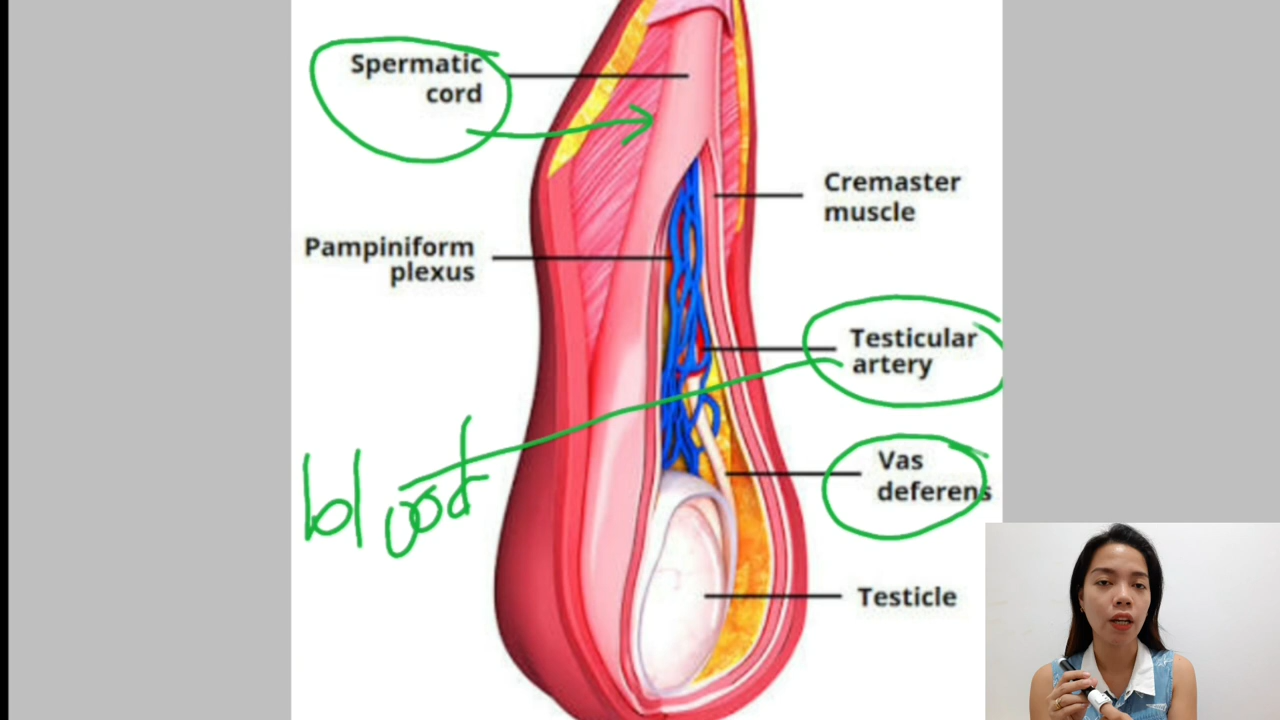 Spermatic
cord
Cremaster
muscle
Pampiniform
plexus
Testicular
artery
Vas
deferens
blood
Testicle